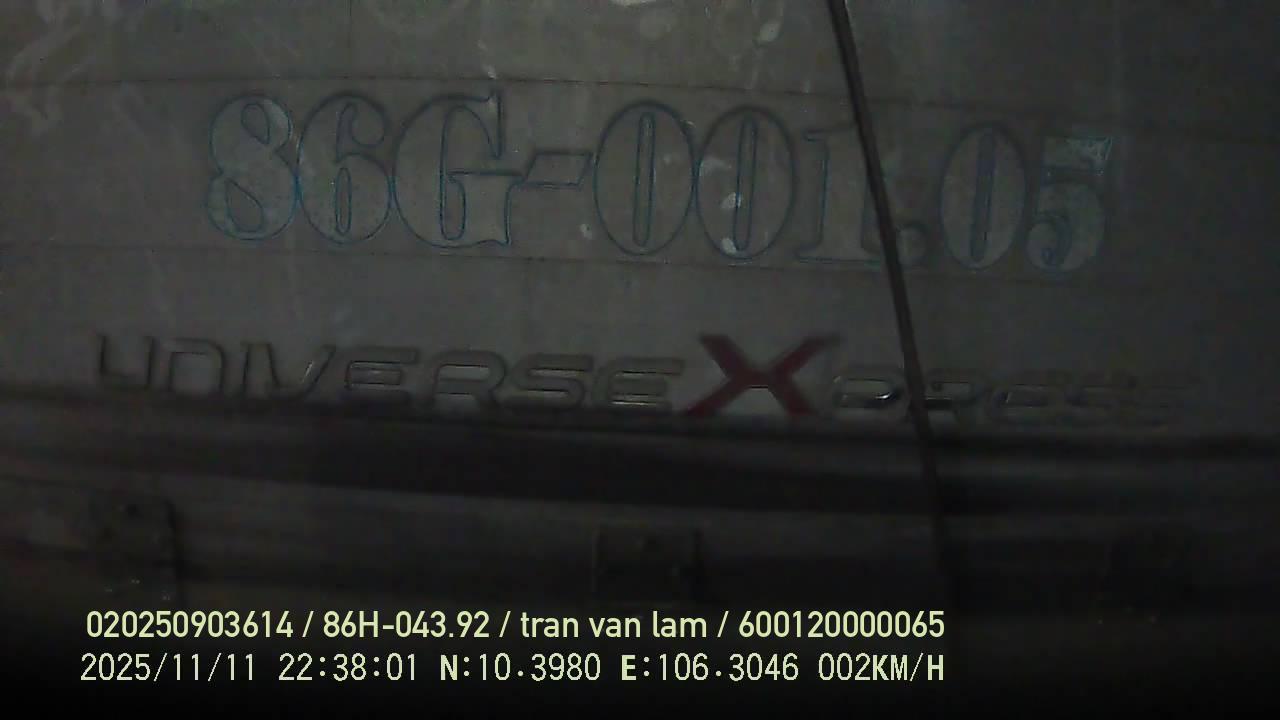 86G-001.05
UNIVERSE XPRESS
020250903614 / 86H-043.92 / tran van lam / 600120000065
2025/11/11 22:38:01 N:10.3980 E:106.3046 002KM/H